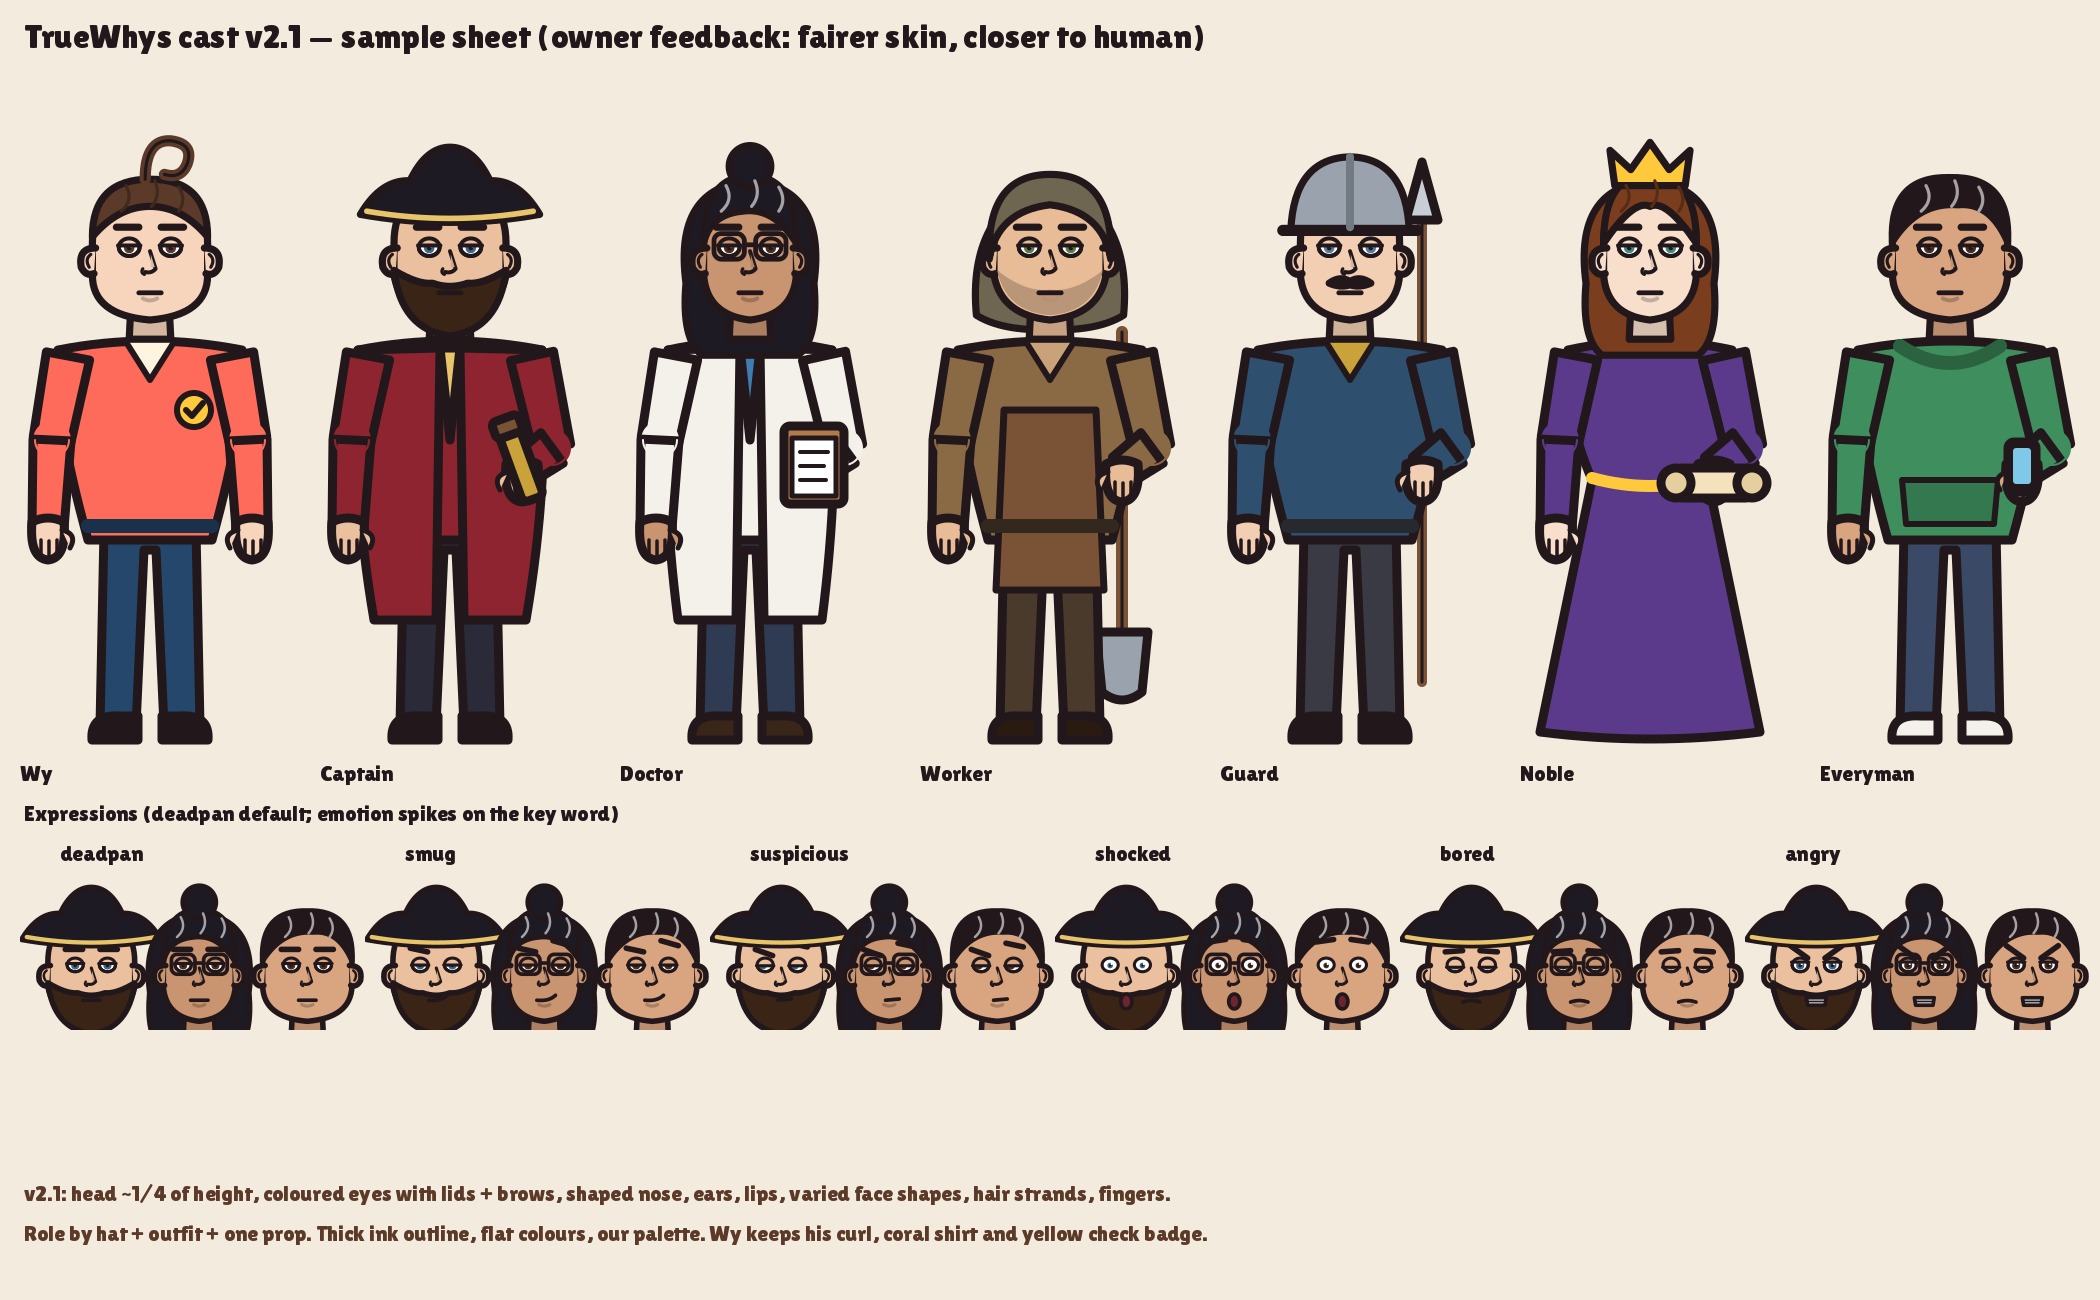 TrueWhys cast v2.1 — sample sheet (owner feedback: fairer skin, closer to human)
Wy
Captain
Doctor
Worker
Guard
Noble
Everyman
Expressions (deadpan default; emotion spikes on the key word)
deadpan
smug
suspicious
shocked
bored
angry
v2.1: head ~1/4 of height, coloured eyes with lids + brows, shaped nose, ears, lips, varied face shapes, hair strands, fingers.
Role by hat + outfit + one prop. Thick ink outline, flat colours, our palette. Wy keeps his curl, coral shirt and yellow check badge.